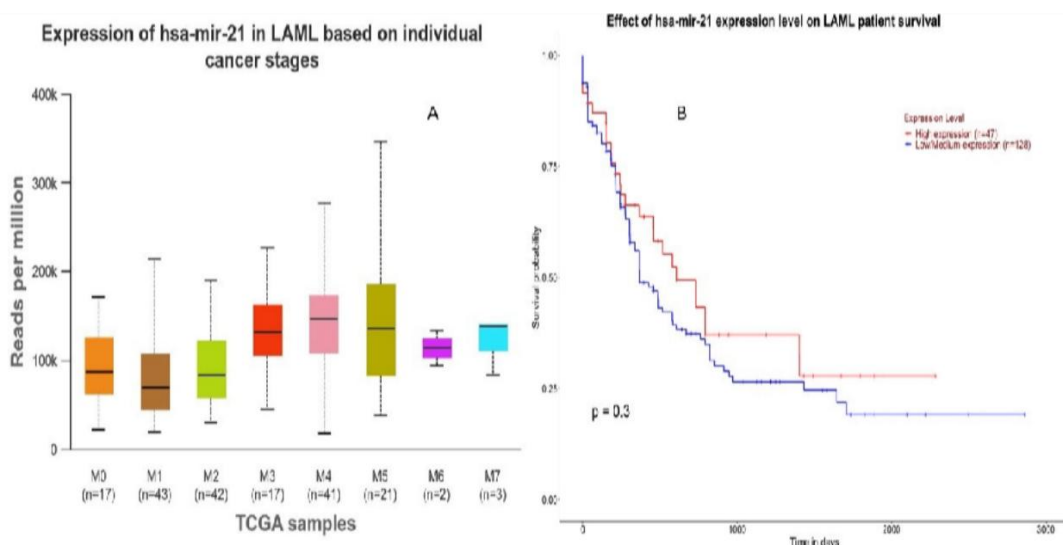 Expression of hsa-mir-21 in LAML based on individual
cancer stages
A
Reads per million
400k
300k
200k
100k
0
M0 M1 M2 M3 M4 M5 M6 M7
(n=17) (n=43) (n=42) (n=17) (n=41) (n=21) (n=2) (n=3)
TCGA samples
Effect of hsa-mir-21 expression level on LAML patient survival
B
Expression Level
High expression (n=47)
Low/Medium expression (n=128)
Survival probability
1.00
0.75
0.50
0.25
0.00
p = 0.3
0 1000 2000 3000
Time in days